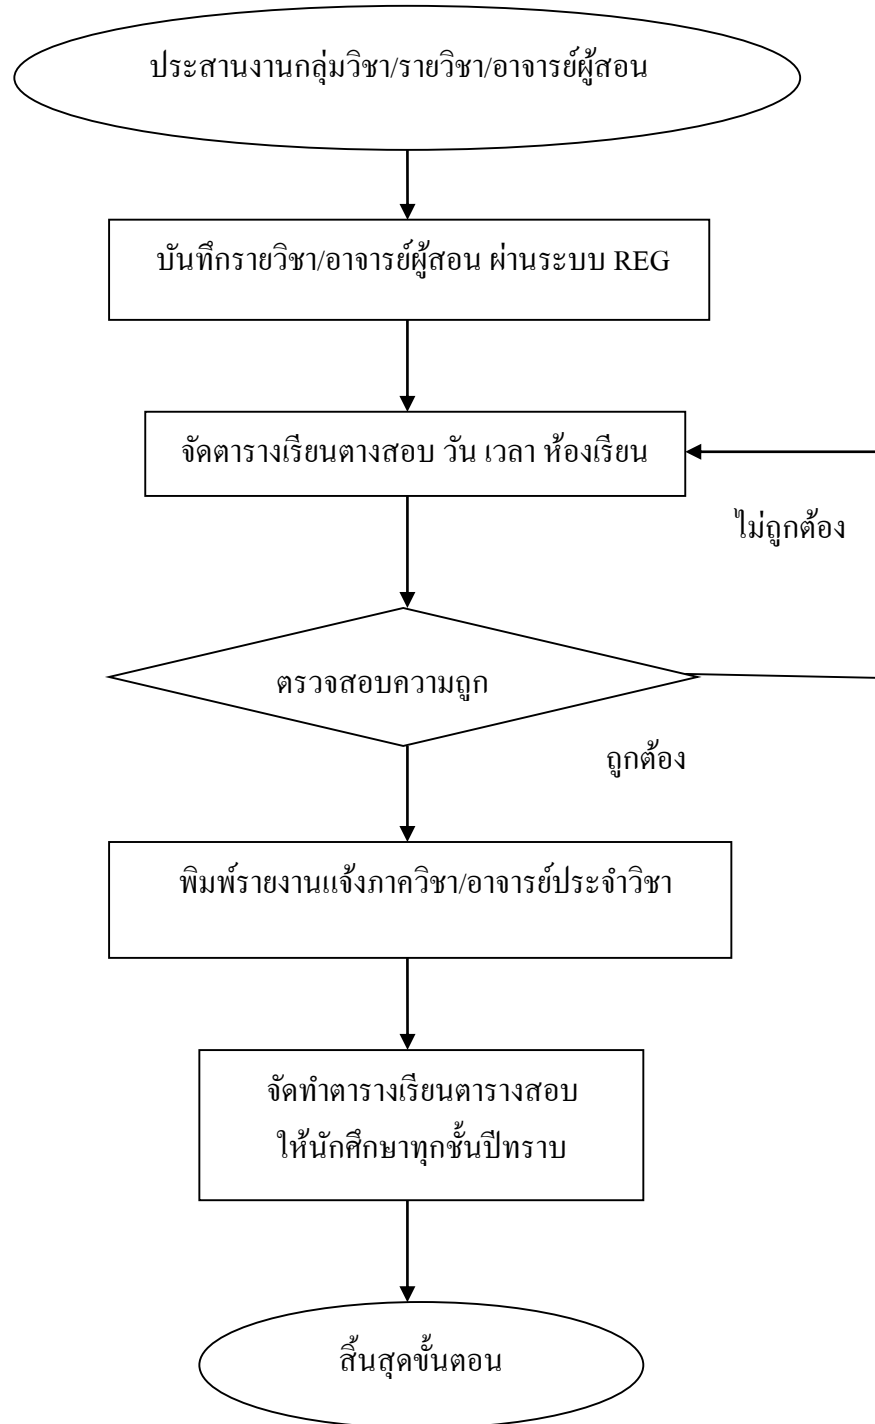 ประสานงานกลุ่มวิชา/รายวิชา/อาจารย์ผู้สอน
บันทึกรายวิชา/อาจารย์ผู้สอน ผ่านระบบ REG
จัดตารางเรียนตางสอบ วัน เวลา ห้องเรียน
ไม่ถูกต้อง
ตรวจสอบความถูก
ถูกต้อง
พิมพ์รายงานแจ้งภาควิชา/อาจารย์ประจำวิชา
จัดทำตารางเรียนตารางสอบ
ให้นักศึกษาทุกชั้นปีทราบ
สิ้นสุดขั้นตอน